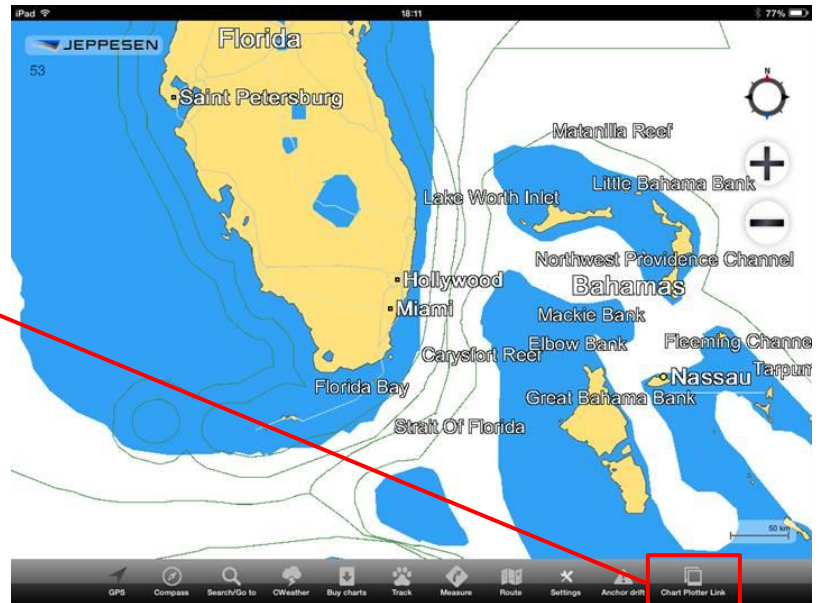 iPad 18:11 77%
JEPPESEN
53
Florida
Saint Petersburg
N
Matanilla Reef
Little Bahama Bank
Lake Worth Inlet
Northwest Providence Channel
Hollywood
Bahamas
Miami
Mackie Bank
Carysfort Reef
Elbow Bank
Fleeming Channe
Nassau
Tarpum
Florida Bay
Great Bahama Bank
Strait Of Florida
50 km
GPS Compass Search/Go to CWeather Buy charts Track Measure Route Settings Anchor drift Chart Plotter Link